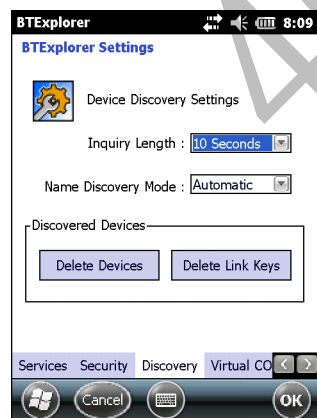 BTExplorer 8:09
BTExplorer Settings
Device Discovery Settings
Inquiry Length : 10 Seconds
Name Discovery Mode : Automatic
Discovered Devices
Delete Devices Delete Link Keys
Services Security Discovery Virtual CO
Cancel OK